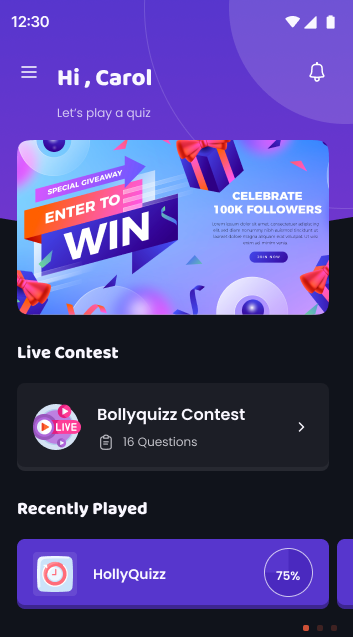 12:30
Hi , Carol
Let's play a quiz
SPECIAL GIVEAWAY
ENTER TO
WIN
CELEBRATE
100K FOLLOWERS
JOIN NOW
Live Contest
LIVE
Bollyquizz Contest
16 Questions
Recently Played
HollyQuizz
75%